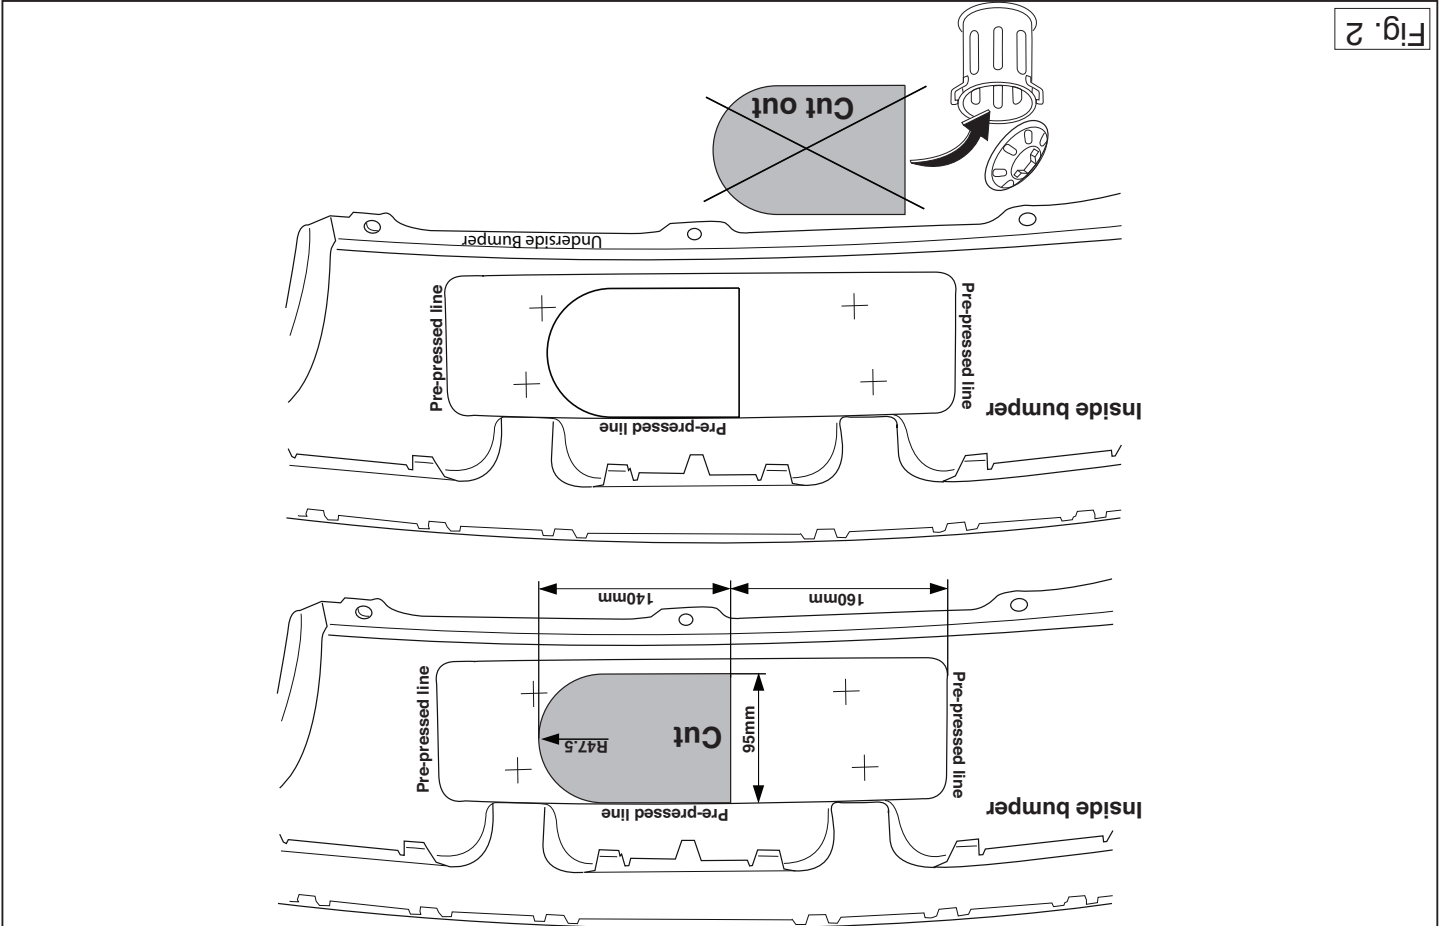 Fig. 2
Inside bumper
Pre-pressed line
Pre-pressed line
Pre-pressed line
Cut
R47.5
95mm
160mm
140mm
Inside bumper
Pre-pressed line
Pre-pressed line
Pre-pressed line
Underside Bumper
Cut out